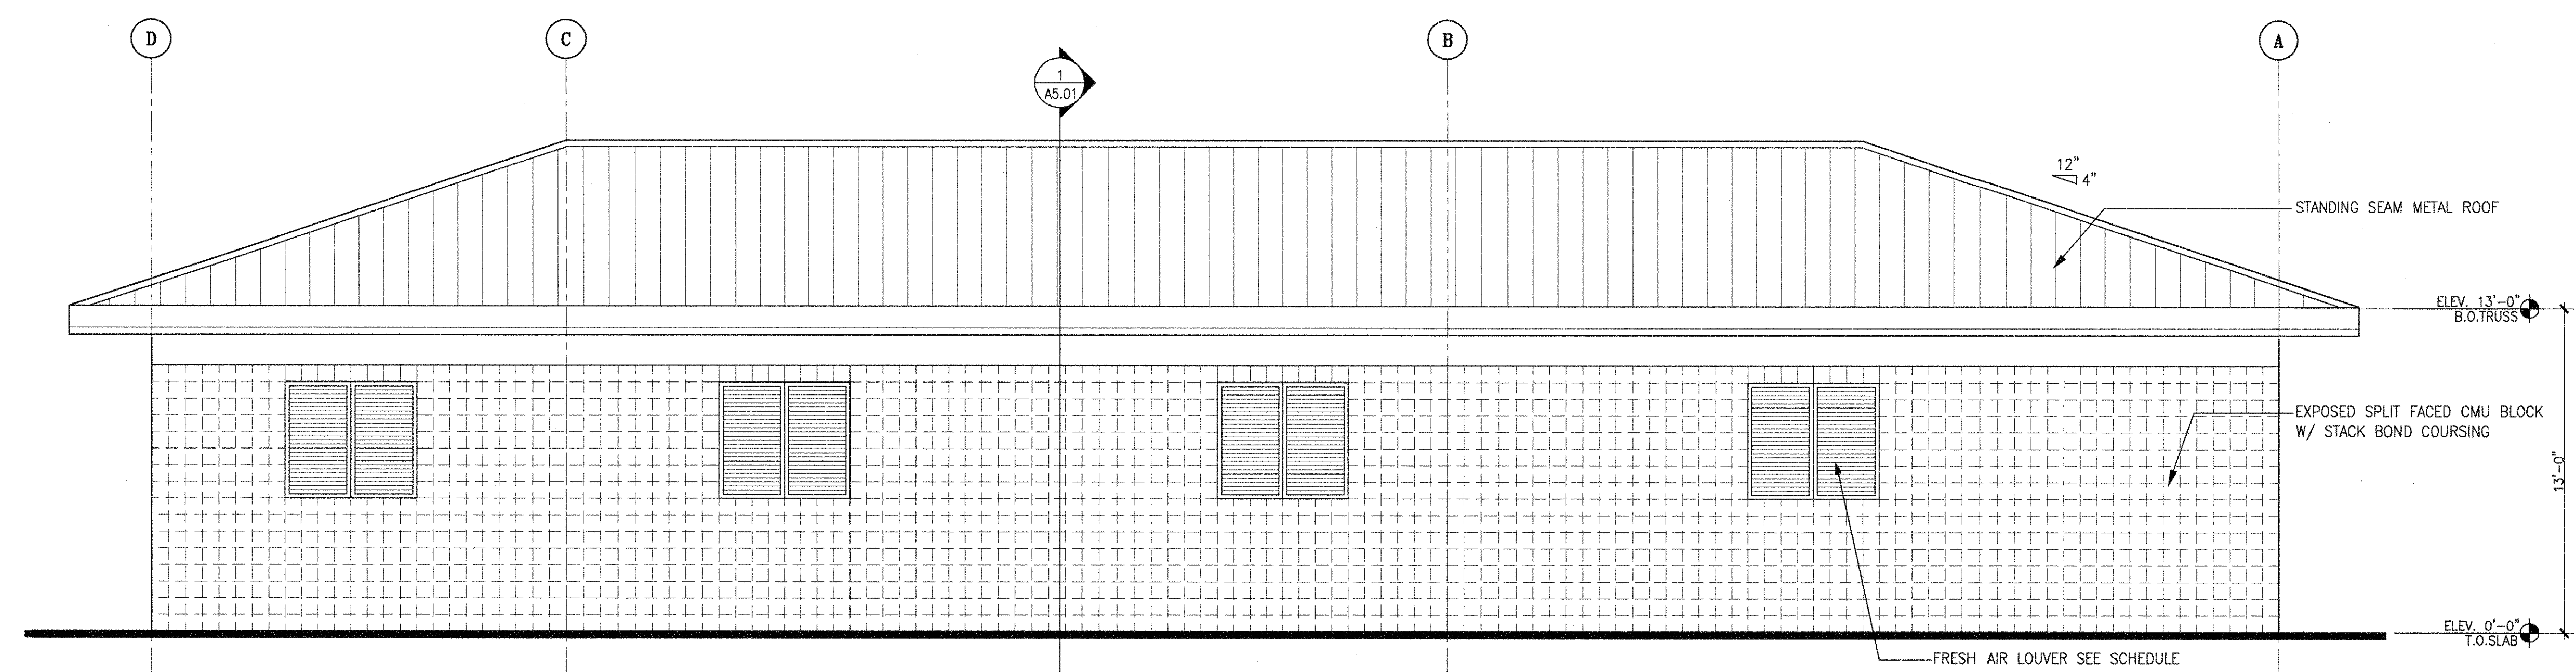 D
C
B
A
1
A5.01
12"
4"
STANDING SEAM METAL ROOF
ELEV. 13'-0"
B.O.TRUSS
EXPOSED SPLIT FACED CMU BLOCK
W/ STACK BOND COURSING
13'-0"
ELEV. 0'-0"
T.O.SLAB
FRESH AIR LOUVER SEE SCHEDULE